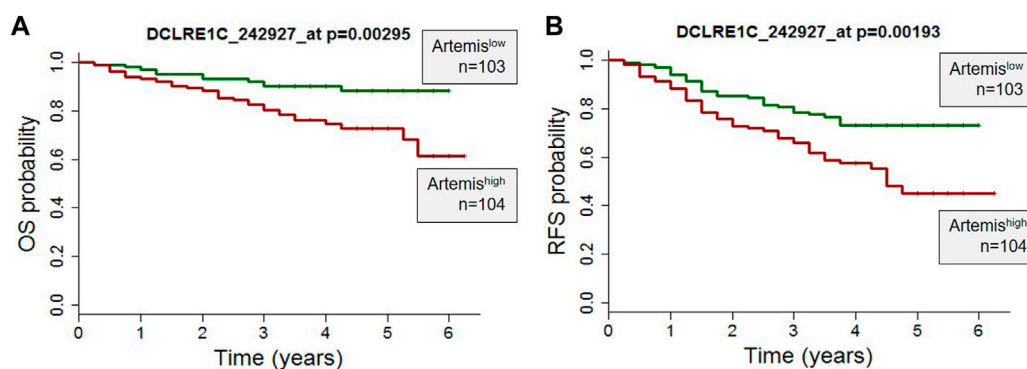 A
DCLRE1C_242927_at p=0.00295
Artemislow
n=103
Artemishigh
n=104
OS probability
0.0
0.2
0.4
0.6
0.8
1.0
0 1 2 3 4 5 6
Time (years)
B
DCLRE1C_242927_at p=0.00193
Artemislow
n=103
Artemishigh
n=104
RFS probability
0.0
0.2
0.4
0.6
0.8
1.0
0 1 2 3 4 5 6
Time (years)